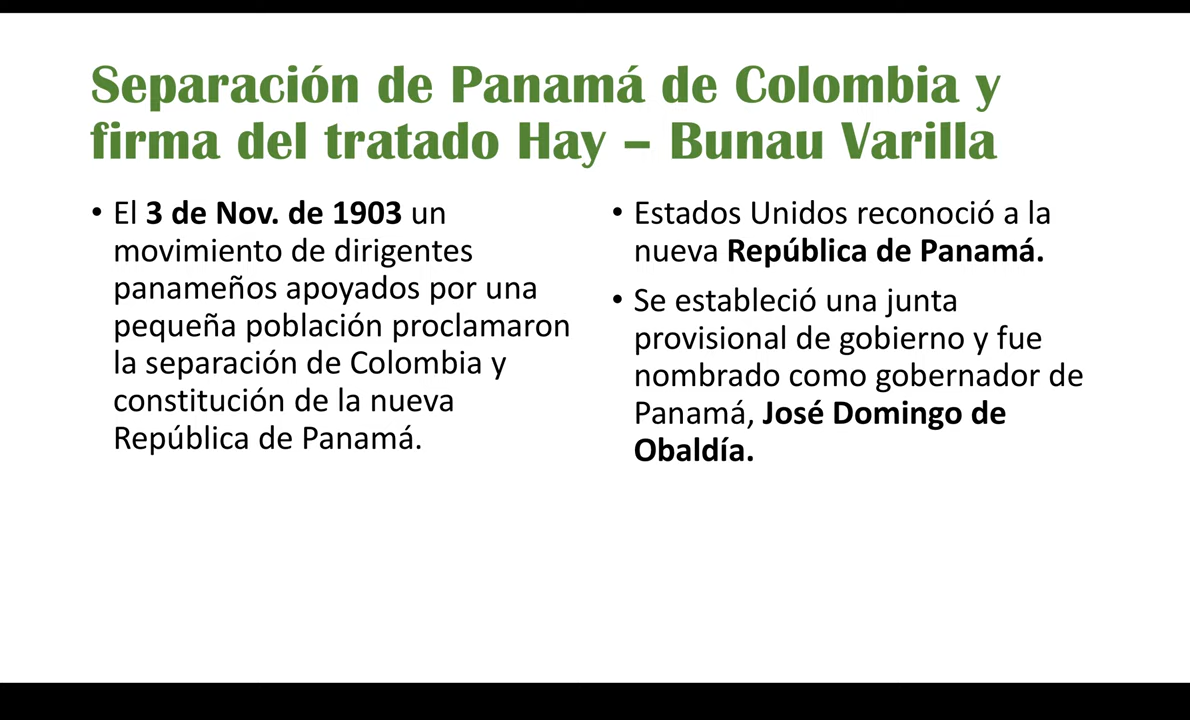 Separación de Panamá de Colombia y
firma del tratado Hay – Bunau Varilla
• El 3 de Nov. de 1903 un
movimiento de dirigentes
panameños apoyados por una
pequeña población proclamaron
la separación de Colombia y
constitución de la nueva
República de Panamá.
• Estados Unidos reconoció a la
nueva República de Panamá.
• Se estableció una junta
provisional de gobierno y fue
nombrado como gobernador de
Panamá, José Domingo de
Obaldía.